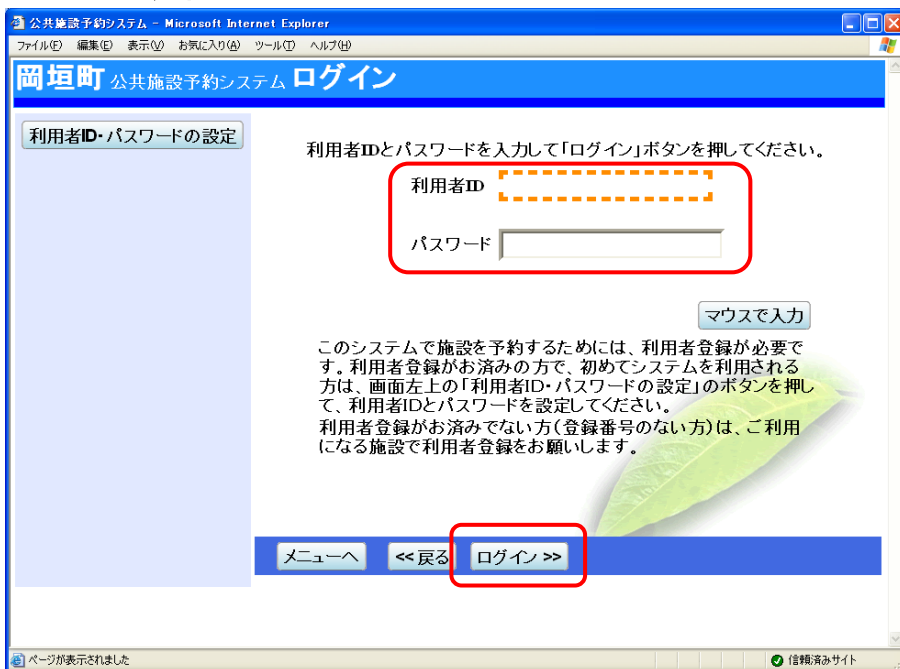 公共施設予約システム - Microsoft Internet Explorer
ファイル(F) 編集(E) 表示(V) お気に入り(A) ツール(T) ヘルプ(H)
岡垣町 公共施設予約システム ログイン
利用者ID・パスワードの設定
利用者IDとパスワードを入力して「ログイン」ボタンを押してください。
利用者ID
パスワード
マウスで入力
このシステムで施設を予約するためには、利用者登録が必要で
す。利用者登録がお済みの方で、初めてシステムを利用される
方は、画面左上の「利用者ID・パスワードの設定」のボタンを押し
て、利用者IDとパスワードを設定してください。
利用者登録がお済みでない方(登録番号のない方)は、ご利用
になる施設で利用者登録をお願いします。
メニューへ <<戻る ログイン >>
ページが表示されました 信頼済みサイト